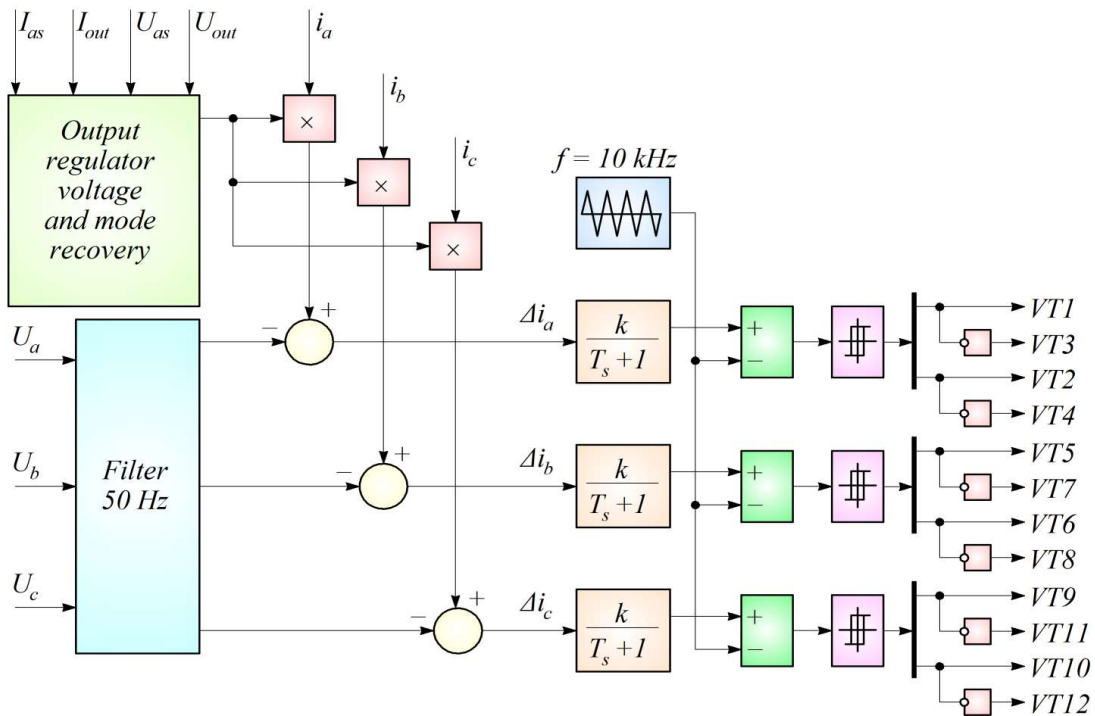 I_as I_out U_as U_out i_a
i_b
i_c
Output
regulator
voltage
and mode
recovery
×
×
×
f = 10 kHz
U_a
U_b
U_c
Filter
50 Hz
− +
− +
− +
Δi_a
Δi_b
Δi_c
k
T_s +1
k
T_s +1
k
T_s +1
+
−
+
−
+
−
VT1
VT3
VT2
VT4
VT5
VT7
VT6
VT8
VT9
VT11
VT10
VT12